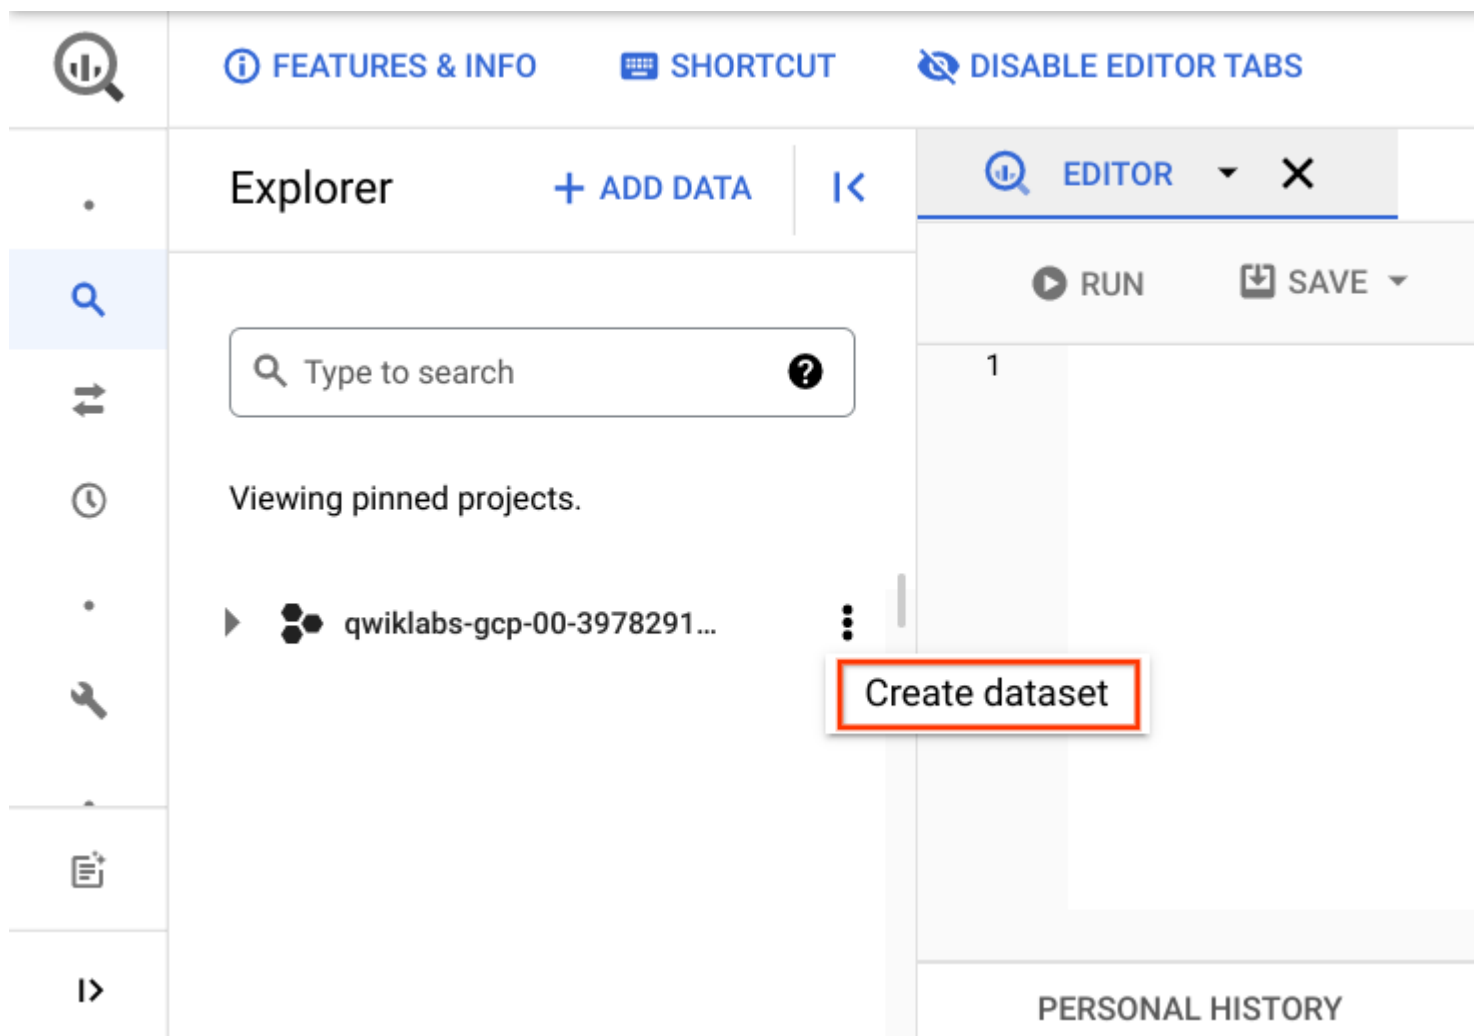 FEATURES & INFO
SHORTCUT
DISABLE EDITOR TABS
Explorer
ADD DATA
EDITOR
RUN
SAVE
Type to search
1
Viewing pinned projects.
qwiklabs-gcp-00-3978291...
Create dataset
PERSONAL HISTORY